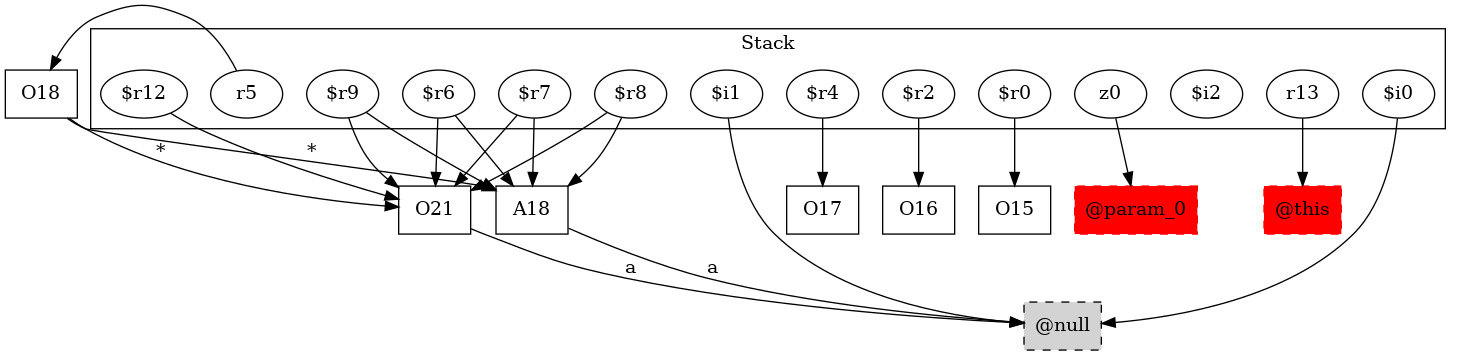 Stack
O18
$r12
r5
$r9
$r6
$r7
$r8
$i1
$r4
$r2
$r0
z0
$i2
r13
$i0
*
*
O21
A18
O17
O16
O15
@param_0
@this
a
a
@null